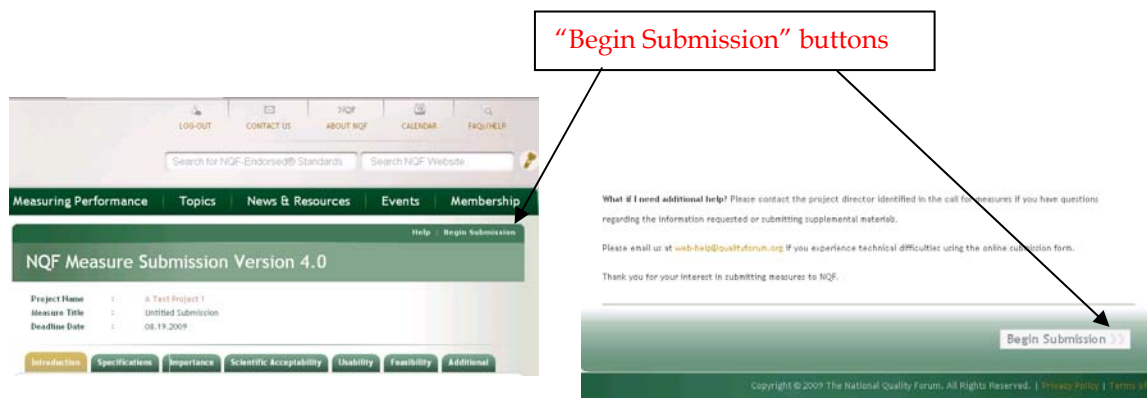 “Begin Submission” buttons
LOG-OUT CONTACT US ABOUT NQF CALENDAR FAQs/HELP
NQF
Search for NQF-Endorsed® Standards Search NQF Website
Measuring Performance Topics News & Resources Events Membership
Help | Begin Submission
NQF Measure Submission Version 4.0
Project Name : A Test Project 1
Measure Title : Untitled Submission
Deadline Date : 08.19.2009
Introduction Specifications Importance Scientific Acceptability Usability Feasibility Additional
What if I need additional help? Please contact the project director identified in the call for measures if you have questions
regarding the information requested or submitting supplemental materials.
Please email us at web-help@qualityforum.org if you experience technical difficulties using the online submission form.
Thank you for your interest in submitting measures to NQF.
Begin Submission
Copyright © 2009 The National Quality Forum. All Rights Reserved. | Privacy Policy | Terms of